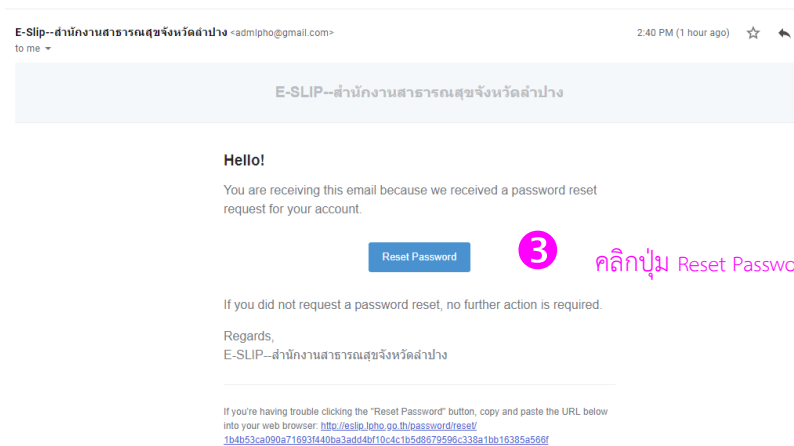 E-Slip--สำนักงานสาธารณสุขจังหวัดลำปาง <admlpho@gmail.com>
2:40 PM (1 hour ago)
to me
E-SLIP--สำนักงานสาธารณสุขจังหวัดลำปาง
Hello!
You are receiving this email because we received a password reset
request for your account.
Reset Password
3 คลิกปุ่ม Reset Passwo
If you did not request a password reset, no further action is required.
Regards,
E-SLIP--สำนักงานสาธารณสุขจังหวัดลำปาง
If you're having trouble clicking the "Reset Password" button, copy and paste the URL below
into your web browser: http://eslip.lpho.go.th/password/reset/
1b4b53ca090a71693f440ba3add4bf10c4c1b5d8679596c338a1bb16385a566f